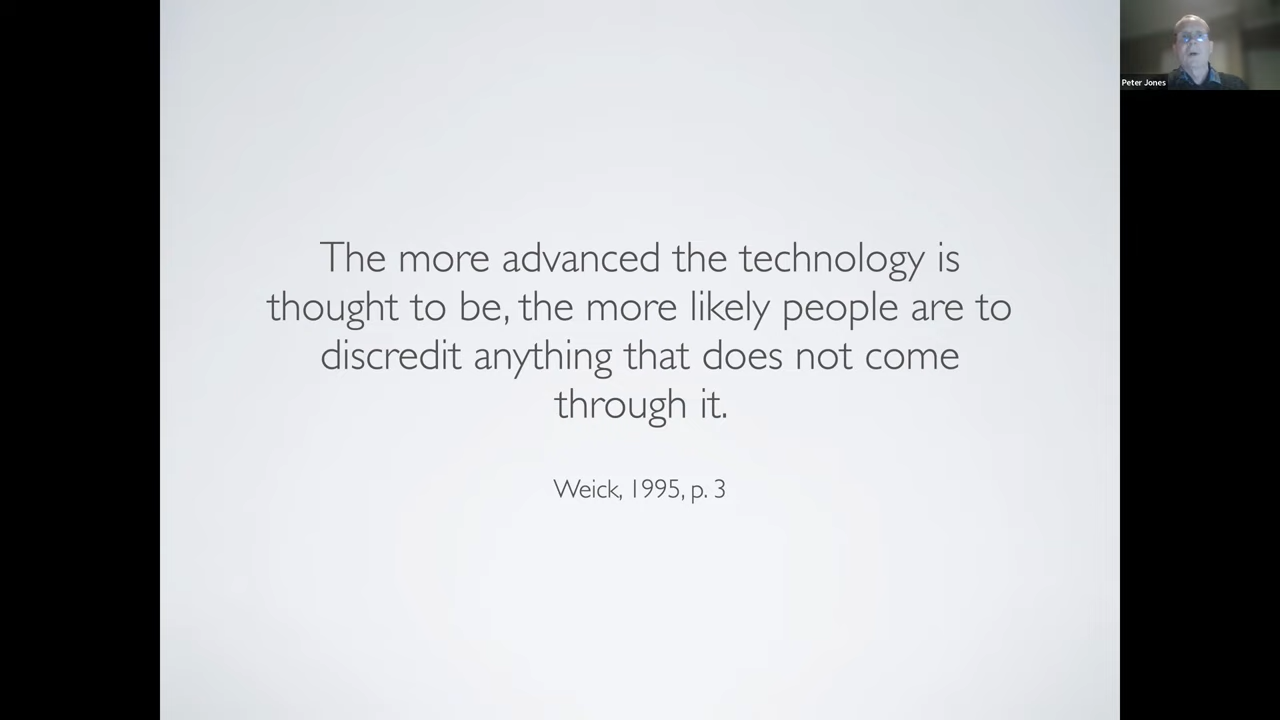 Peter Jones
The more advanced the technology is
thought to be, the more likely people are to
discredit anything that does not come
through it.
Weick, 1995, p. 3